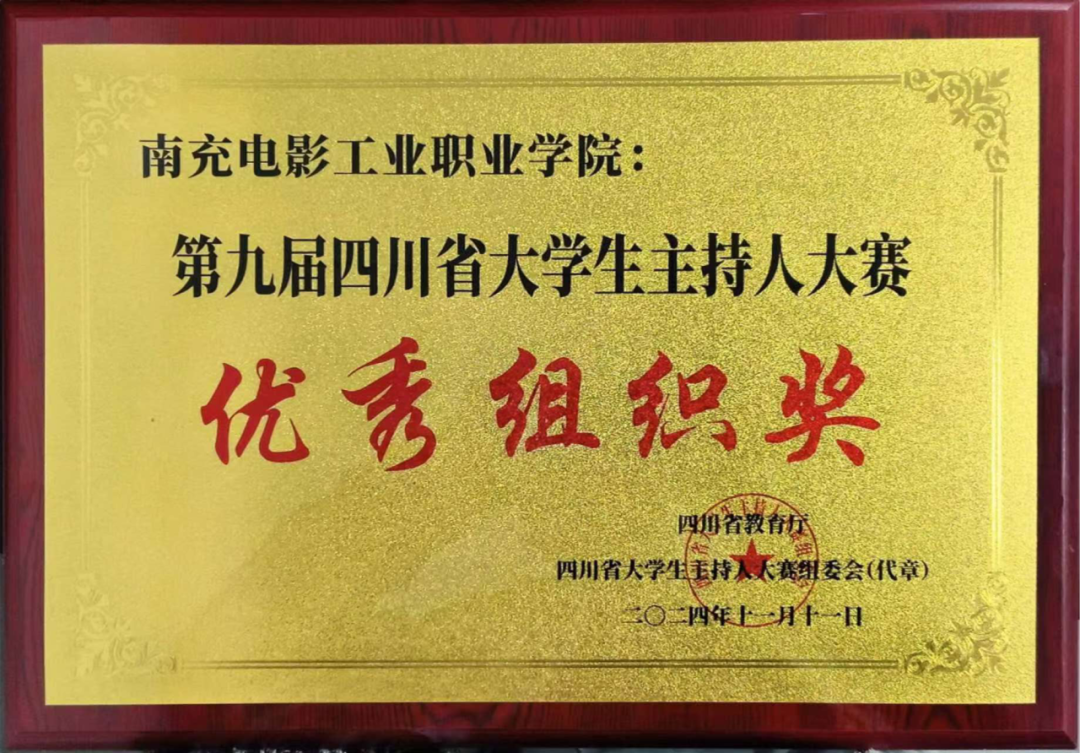 南充电影工业职业学院：
第九届四川省大学生主持人大赛
优秀组织奖
四川省教育厅
四川省大学生主持人大赛组委会(代章)
二〇二四年十一月十一日